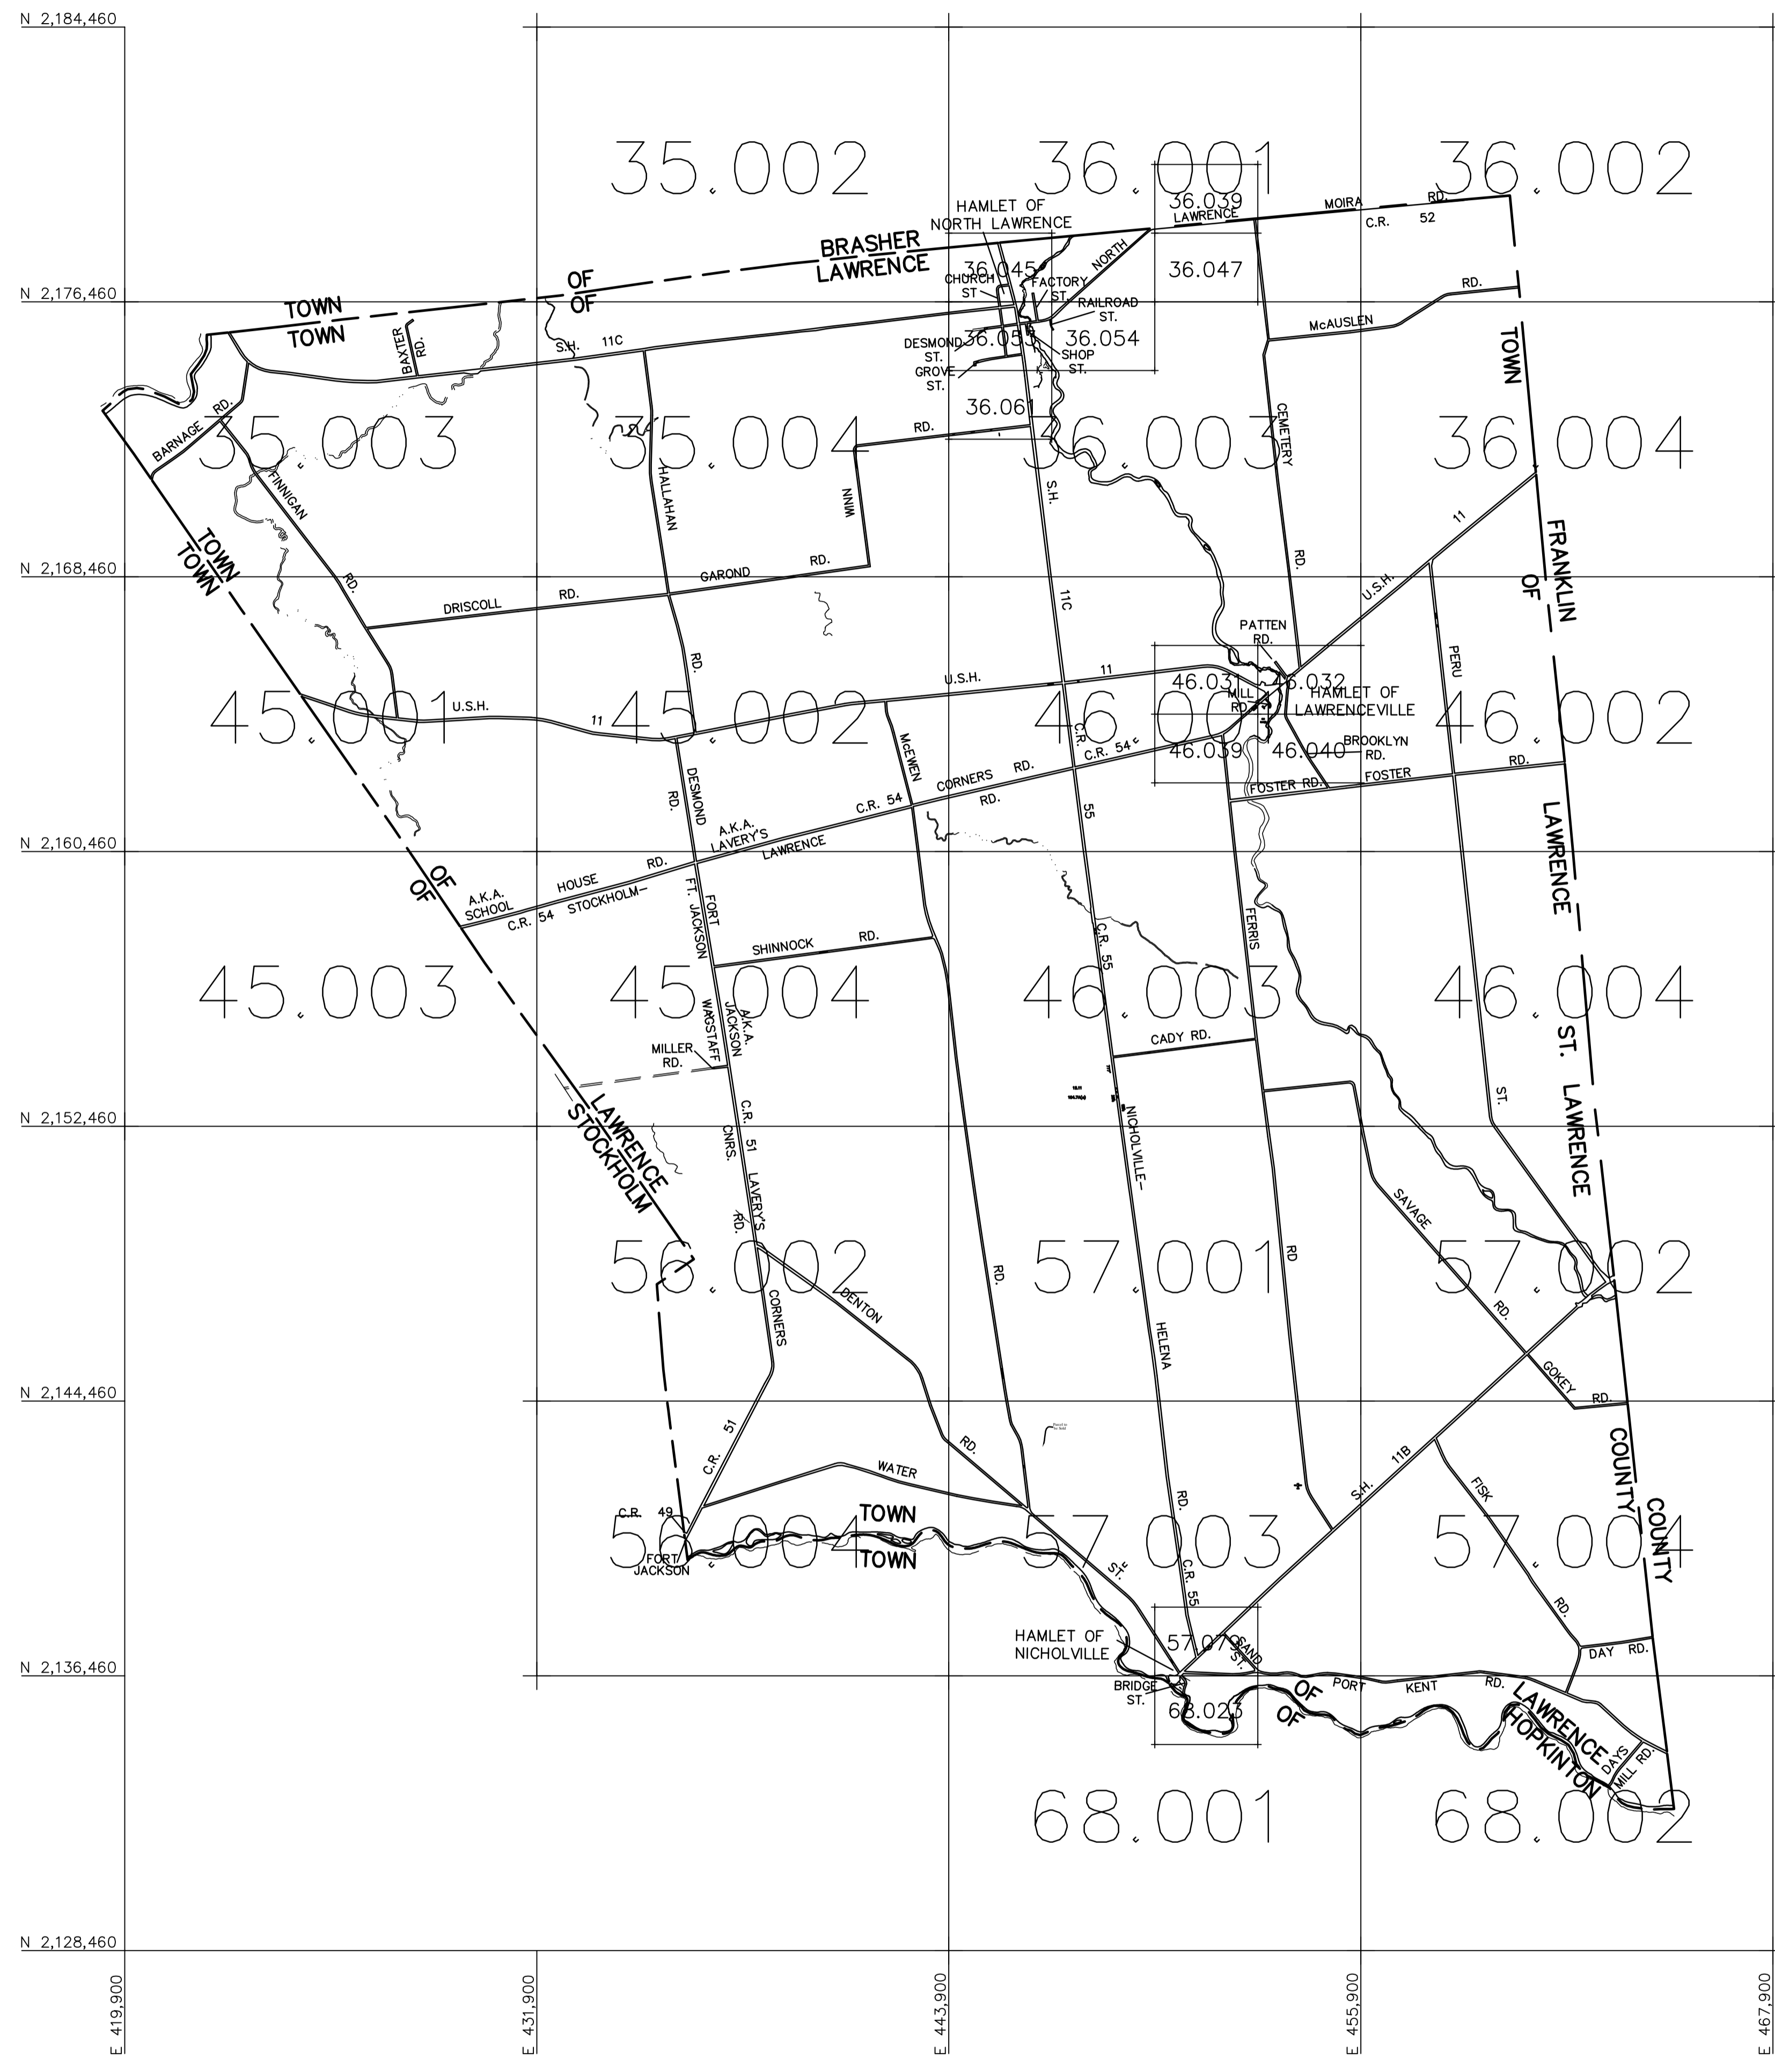 N 2,184,460
35.002
36.001
36.002
36.039
HAMLET OF
NORTH LAWRENCE
LAWRENCE
MOIRA
RD.
C.R. 52
BRASHER
LAWRENCE
OF
OF
36.045
36.047
NORTH
CHURCH
ST
FACTORY
ST.
RAILROAD
ST.
N 2,176,460
TOWN
TOWN
BAXTER
RD.
S.H. 11C
DESMOND
ST.
36.053
36.054
SHOP
ST.
GROVE
ST.
McAUSLEN
RD.
TOWN
36.061
BARNAGE RD.
35.003
35.004
36.003
36.004
RD.
CEMETERY
FINNIGAN
HALLAHAN
WINN
S.H.
11
FRANKLIN
OF
TOWN
TOWN
N 2,168,460
RD.
DRISCOLL RD.
GAROND RD.
11C
RD.
U.S.H.
PATTEN
RD.
RD.
PERU
45.001
45.002
46.001
46.002
U.S.H. 11
U.S.H. 11
46.031
46.032
MILL
RD
HAMLET OF
LAWRENCEVILLE
McEWEN
C.R.
C.R. 54
46.039
46.040
BROOKLYN
RD.
FOSTER RD.
FOSTER RD.
DESMOND
RD.
C.R. 54
CORNERS RD.
RD.
55
LAWRENCE
N 2,160,460
A.K.A.
LAVERY'S
LAWRENCE
RD.
HOUSE
A.K.A.
SCHOOL
C.R. 54 STOCKHOLM-
OF
OF
FORT
FT. JACKSON
SHINNOCK RD.
C.R. 55
FERRIS
45.003
45.004
46.003
46.004
A.K.A.
JACKSON
WAGSTAFF
MILLER
RD.
CADY RD.
ST. LAWRENCE
N 2,152,460
LAWRENCE
STOCKHOLM
C.R. 51
CNRS.
LAVERY'S
RD.
NICHOLVILLE-
ST.
SAVAGE
56.002
57.001
57.002
DENTON
CORNERS
RD.
RD
RD.
HELENA
GOKEY
RD.
N 2,144,460
C.R. 51
RD.
WATER
RD.
S.H. 11B
FISK
COUNTY
COUNTY
C.R. 49
56.004
57.003
57.004
TOWN
TOWN
FORT
JACKSON
ST.
C.R. 55
RD.
HAMLET OF
NICHOLVILLE
57.079
SAND
ST.
DAY RD.
N 2,136,460
BRIDGE
ST.
68.023
OF
OF
PORT KENT RD.
LAWRENCE
HOPKINTON
DAYS
MILL RD.
68.001
68.002
N 2,128,460
E 419,900
E 431,900
E 443,900
E 455,900
E 467,900